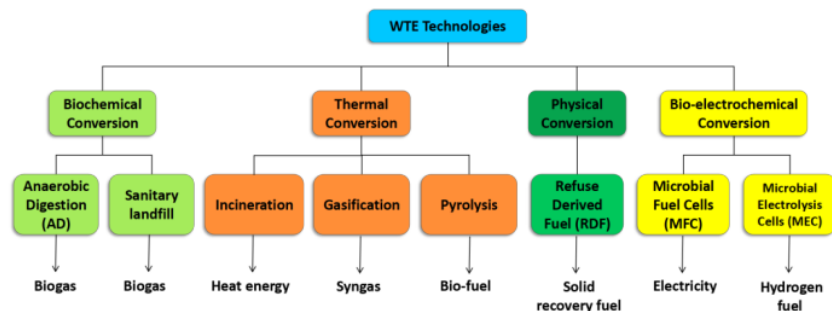 WTE Technologies
Biochemical
Conversion
Thermal
Conversion
Physical
Conversion
Bio-electrochemical
Conversion
Anaerobic
Digestion
(AD)
Sanitary
landfill
Incineration
Gasification
Pyrolysis
Refuse
Derived
Fuel (RDF)
Microbial
Fuel Cells
(MFC)
Microbial
Electrolysis
Cells (MEC)
Biogas
Biogas
Heat energy
Syngas
Bio-fuel
Solid
recovery fuel
Electricity
Hydrogen
fuel